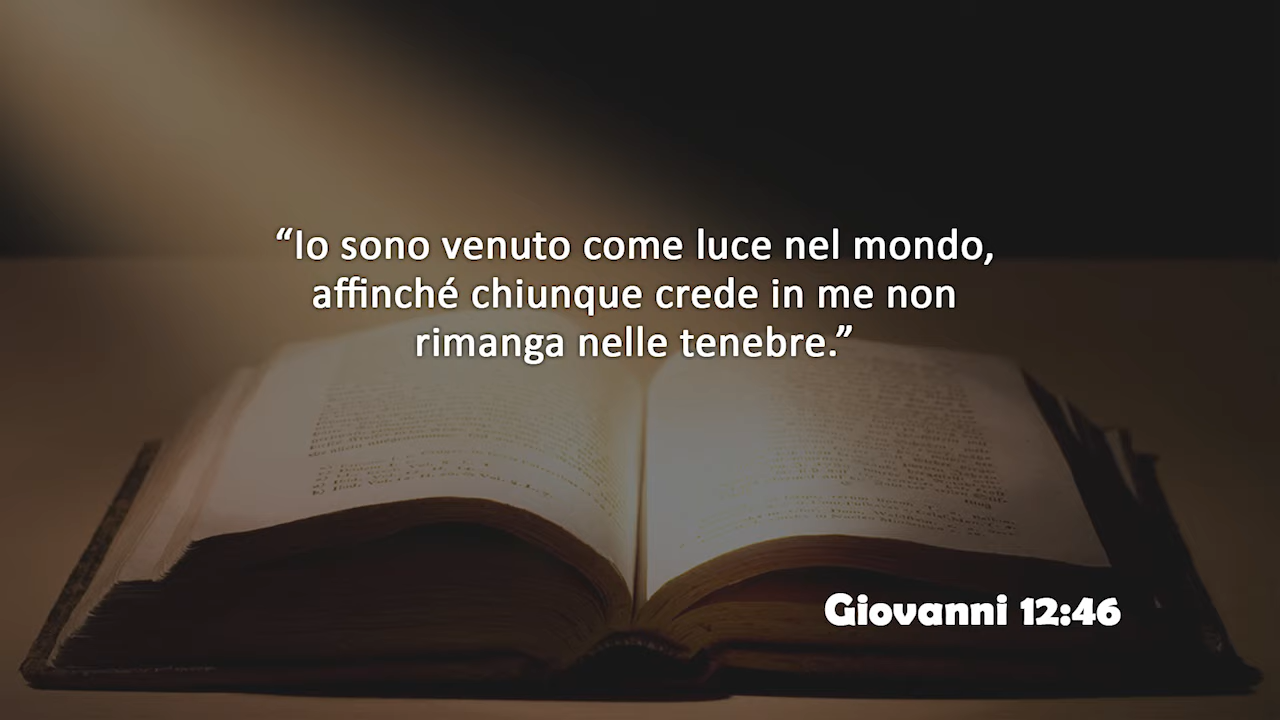 “Io sono venuto come luce nel mondo,
affinché chiunque crede in me non
rimanga nelle tenebre.”
Giovanni 12:46